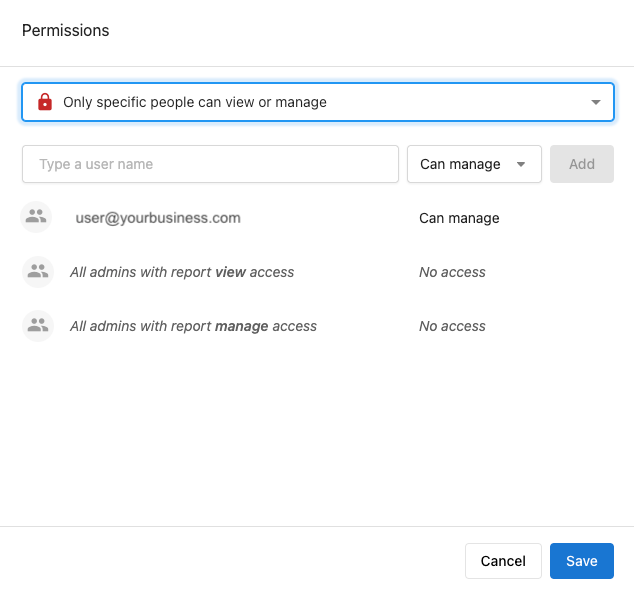 Permissions
Only specific people can view or manage
Type a user name
Can manage
Add
user@yourbusiness.com
Can manage
All admins with report view access
No access
All admins with report manage access
No access
Cancel
Save